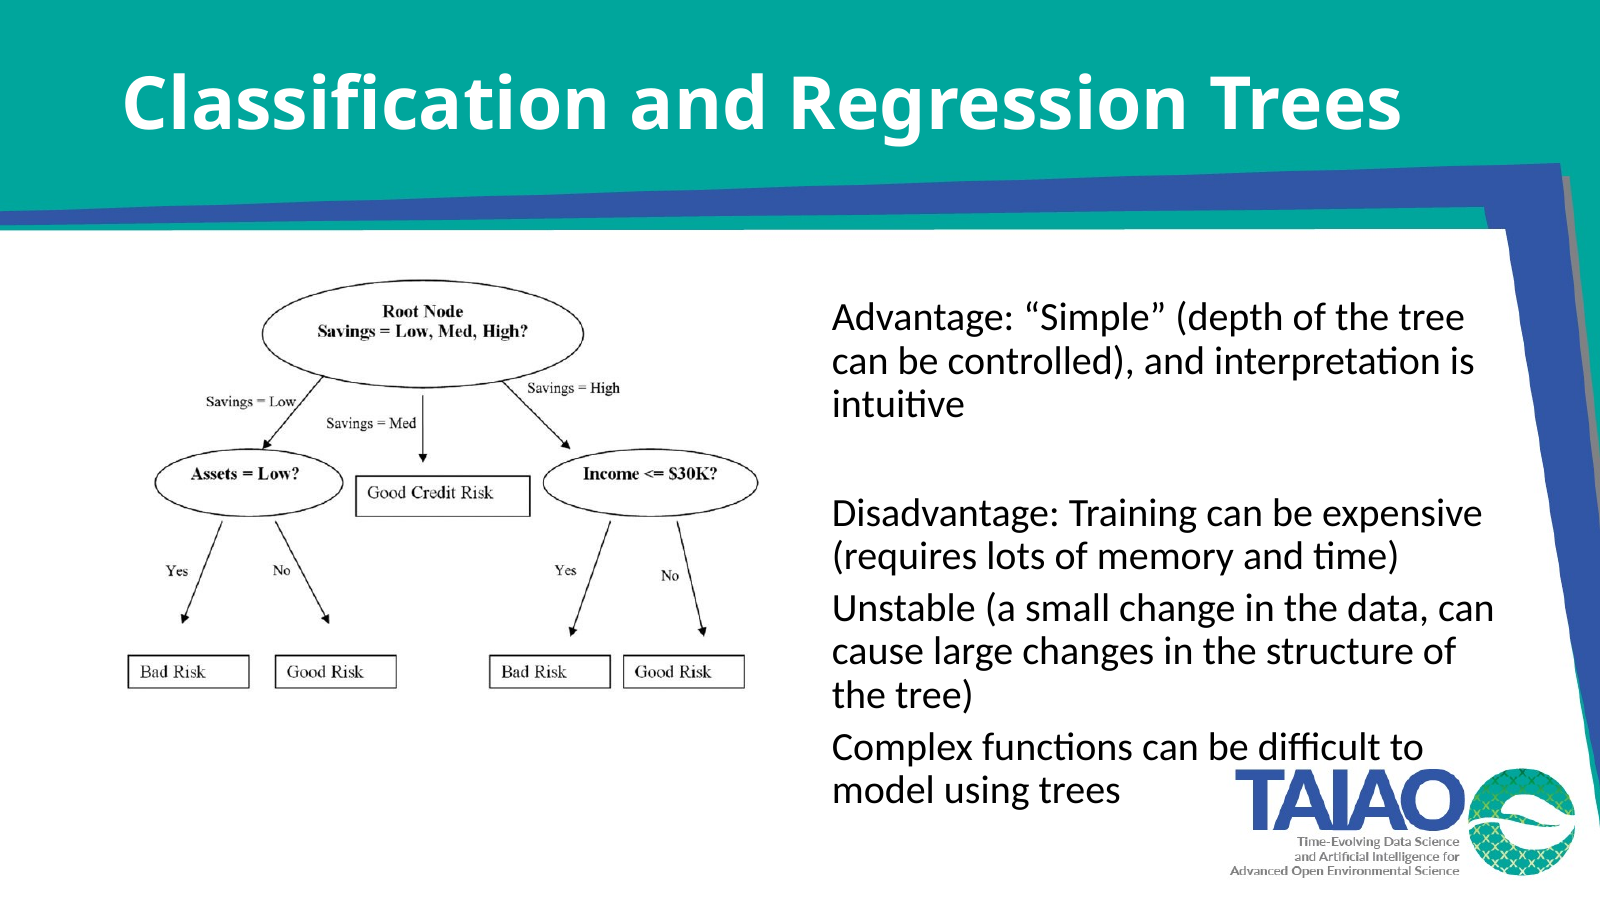 Classification and Regression Trees
Root Node
Savings = Low, Med, High?
Savings = Low
Savings = Med
Savings = High
Assets = Low?
Good Credit Risk
Income <= $30K?
Yes
No
Yes
No
Bad Risk
Good Risk
Bad Risk
Good Risk
Advantage: “Simple” (depth of the tree
can be controlled), and interpretation is
intuitive
Disadvantage: Training can be expensive
(requires lots of memory and time)
Unstable (a small change in the data, can
cause large changes in the structure of
the tree)
Complex functions can be difficult to
model using trees
TAIAO
Time-Evolving Data Science
and Artificial Intelligence for
Advanced Open Environmental Science